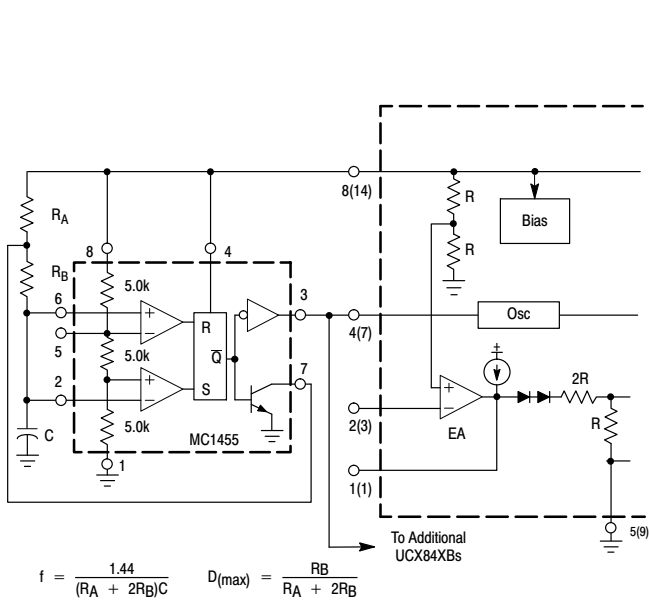 8(14)
R
Bias
R
RA
8
4
RB
5.0k
6
3
R
Osc
4(7)
5
5.0k
Q
7
2
S
2R
5.0k
R
2(3)
EA
C
MC1455
1
1(1)
5(9)
To Additional
UCX84XBs
f = 1.44 / (RA + 2RB)C
D(max) = RB / RA + 2RB